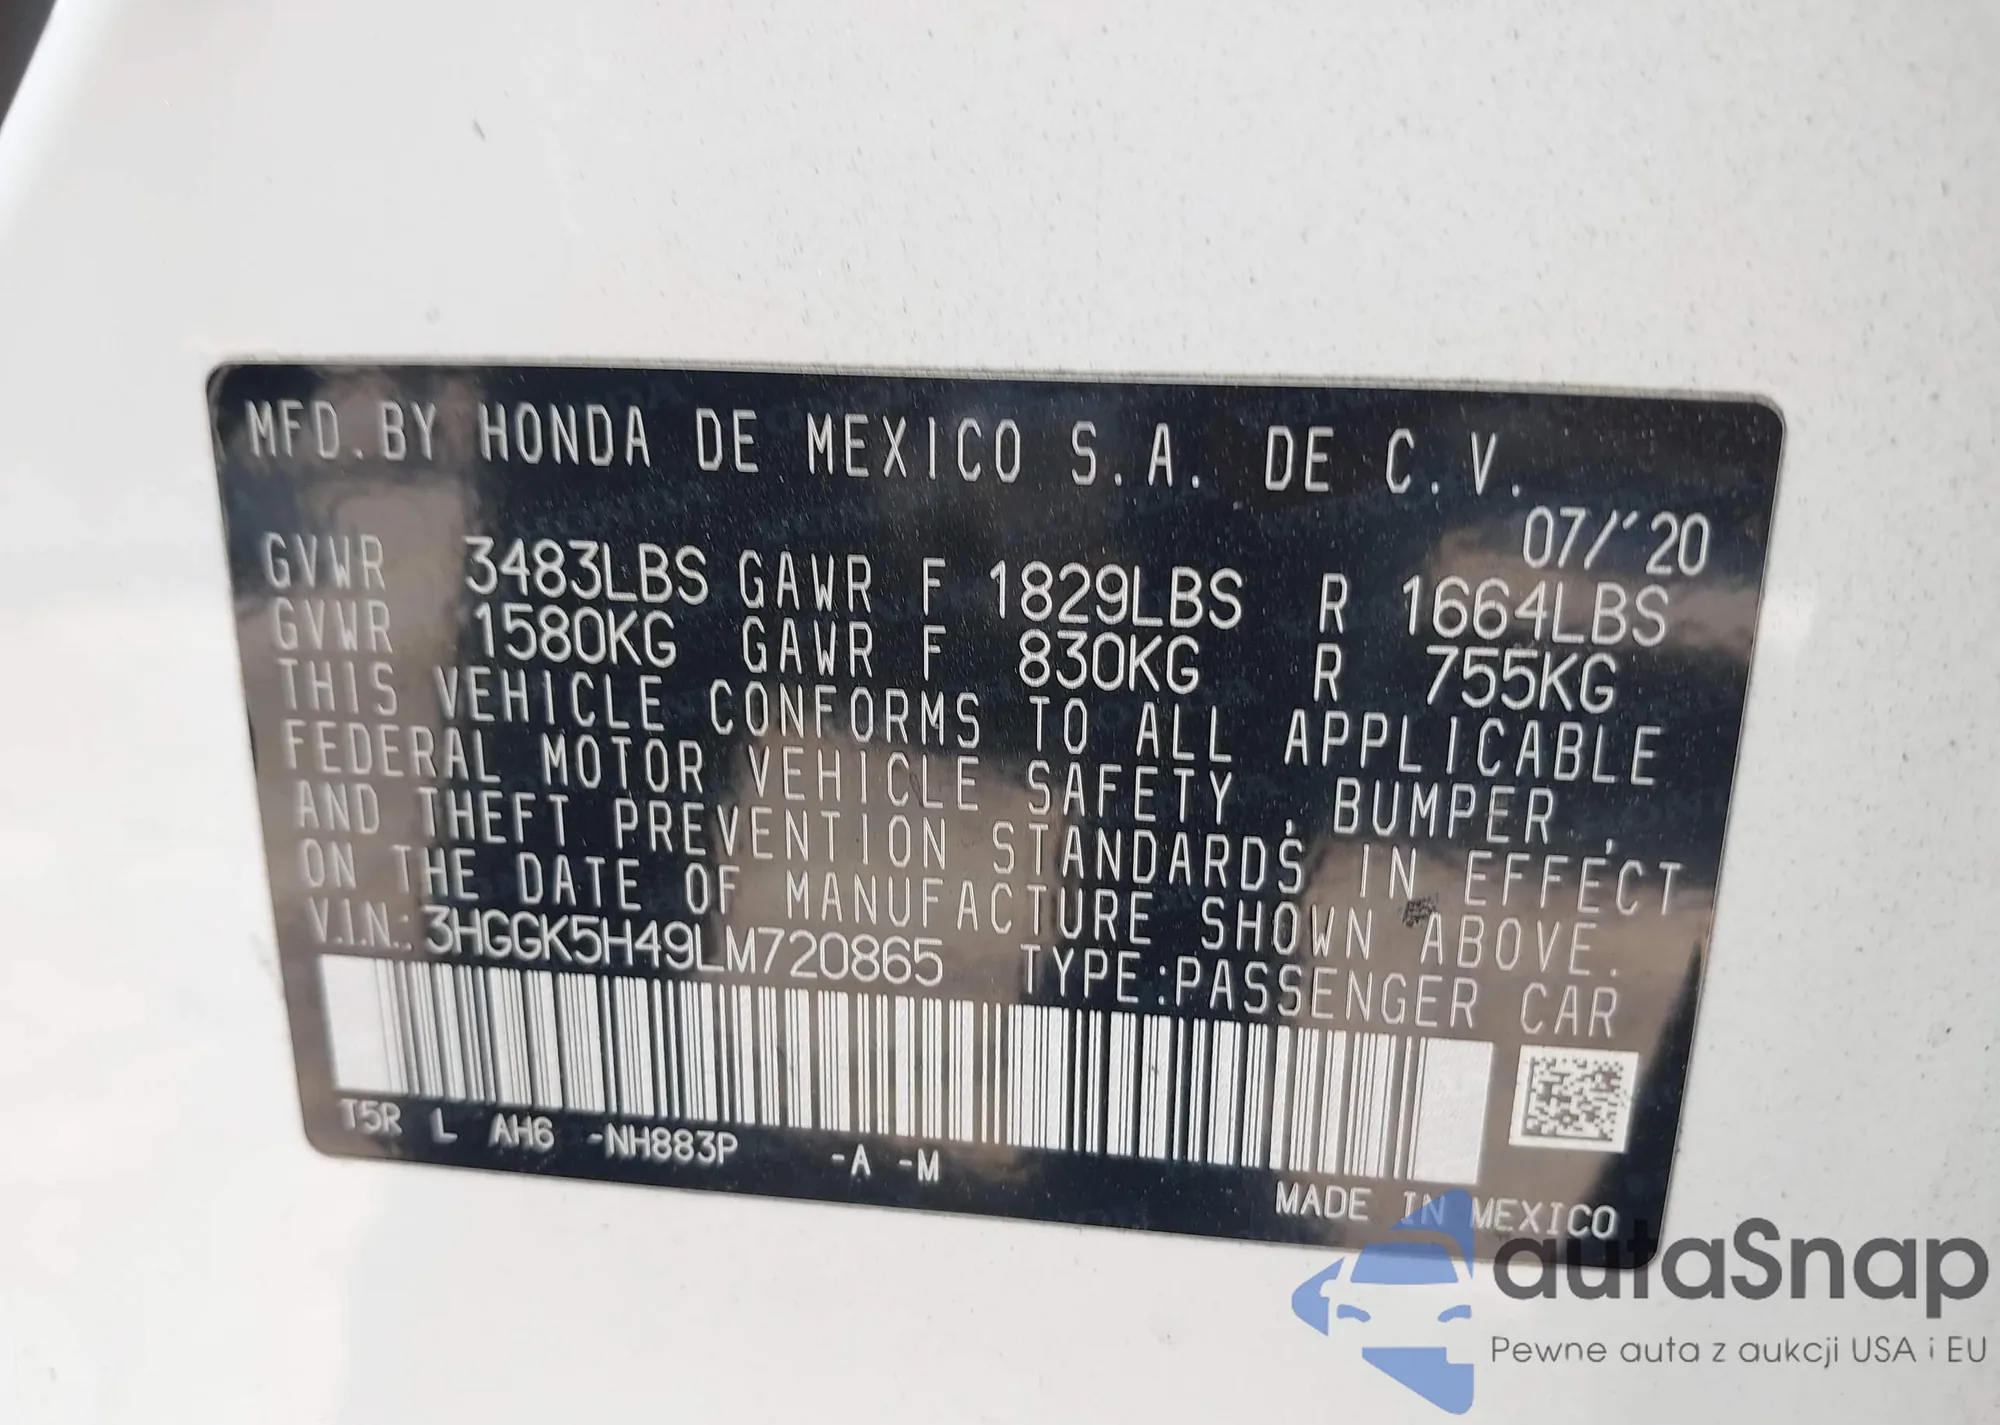 MFD. BY HONDA DE MEXICO S.A. DE C.V.
07/'20
GVWR 3483LBS GAWR F 1829LBS R 1664LBS
GVWR 1580KG GAWR F 830KG R 755KG
THIS VEHICLE CONFORMS TO ALL APPLICABLE
FEDERAL MOTOR VEHICLE SAFETY, BUMPER,
AND THEFT PREVENTION STANDARDS IN EFFECT
ON THE DATE OF MANUFACTURE SHOWN ABOVE.
V.I.N.: 3HGGK5H49LM720865 TYPE:PASSENGER CAR
T5R L AH6 -NH883P -A -M
MADE IN MEXICO
autaSnap
Pewne auta z aukcji USA i EU